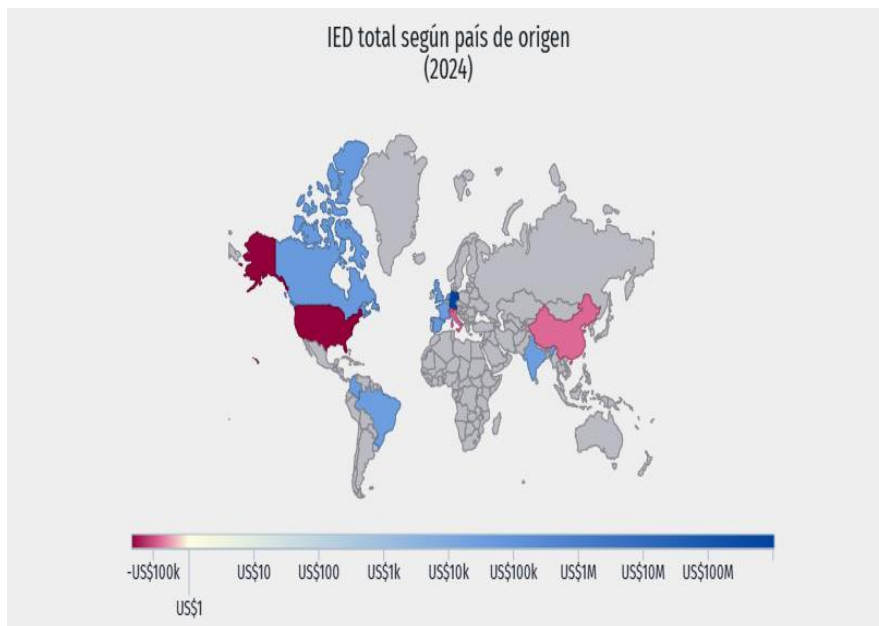 IED total según país de origen
(2024)
-US$100k
US$10
US$100
US$1k
US$10k
US$100k
US$1M
US$10M
US$100M
US$1